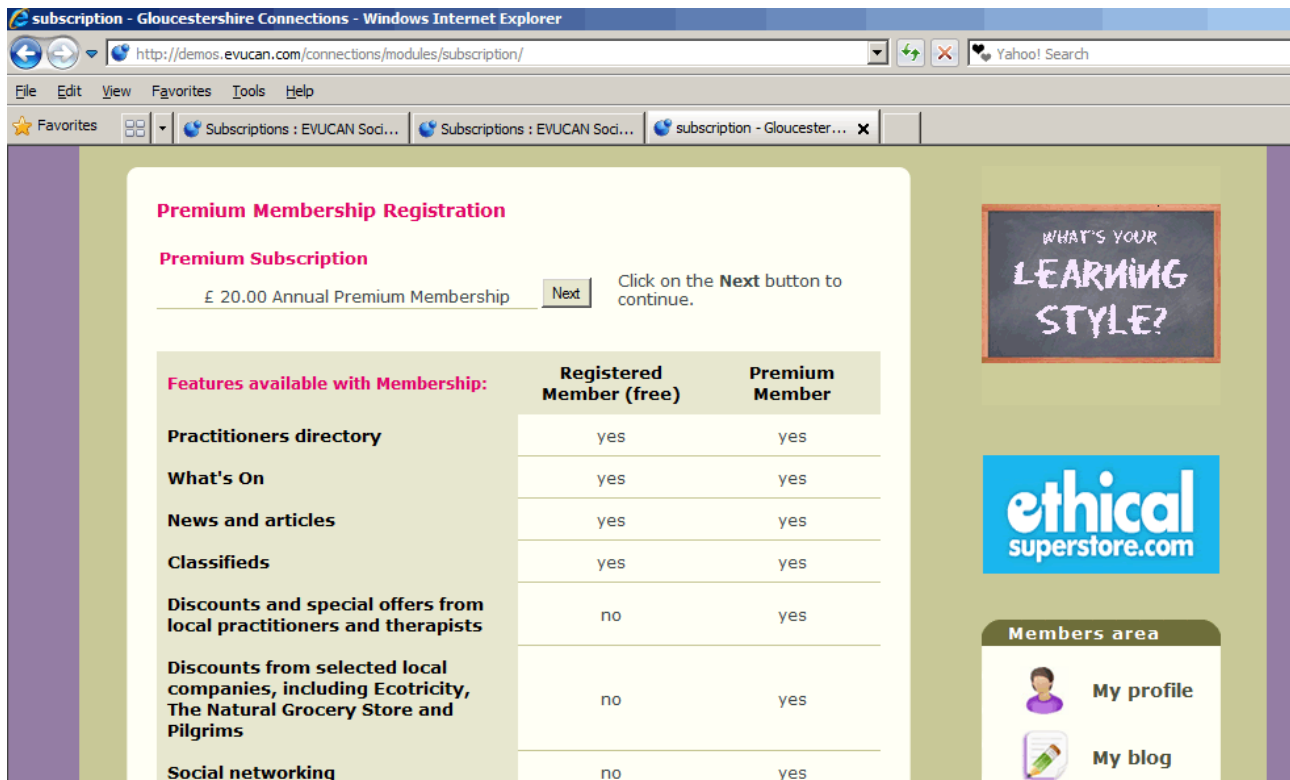 subscription - Gloucestershire Connections - Windows Internet Explorer
http://demos.evucan.com/connections/modules/subscription/
Yahoo! Search
File Edit View Favorites Tools Help
Favorites
Subscriptions : EVUCAN Soci...
Subscriptions : EVUCAN Soci...
subscription - Gloucester...
Premium Membership Registration
Premium Subscription
£ 20.00 Annual Premium Membership
Next
Click on the Next button to
continue.
Features available with Membership:
Registered
Member (free)
Premium
Member
Practitioners directory yes yes
What's On yes yes
News and articles yes yes
Classifieds yes yes
Discounts and special offers from
local practitioners and therapists
no yes
Discounts from selected local
companies, including Ecotricity,
The Natural Grocery Store and
Pilgrims
no yes
Social networking no yes
WHAT'S YOUR
LEARNING
STYLE?
ethical
superstore.com
Members area
My profile
My blog